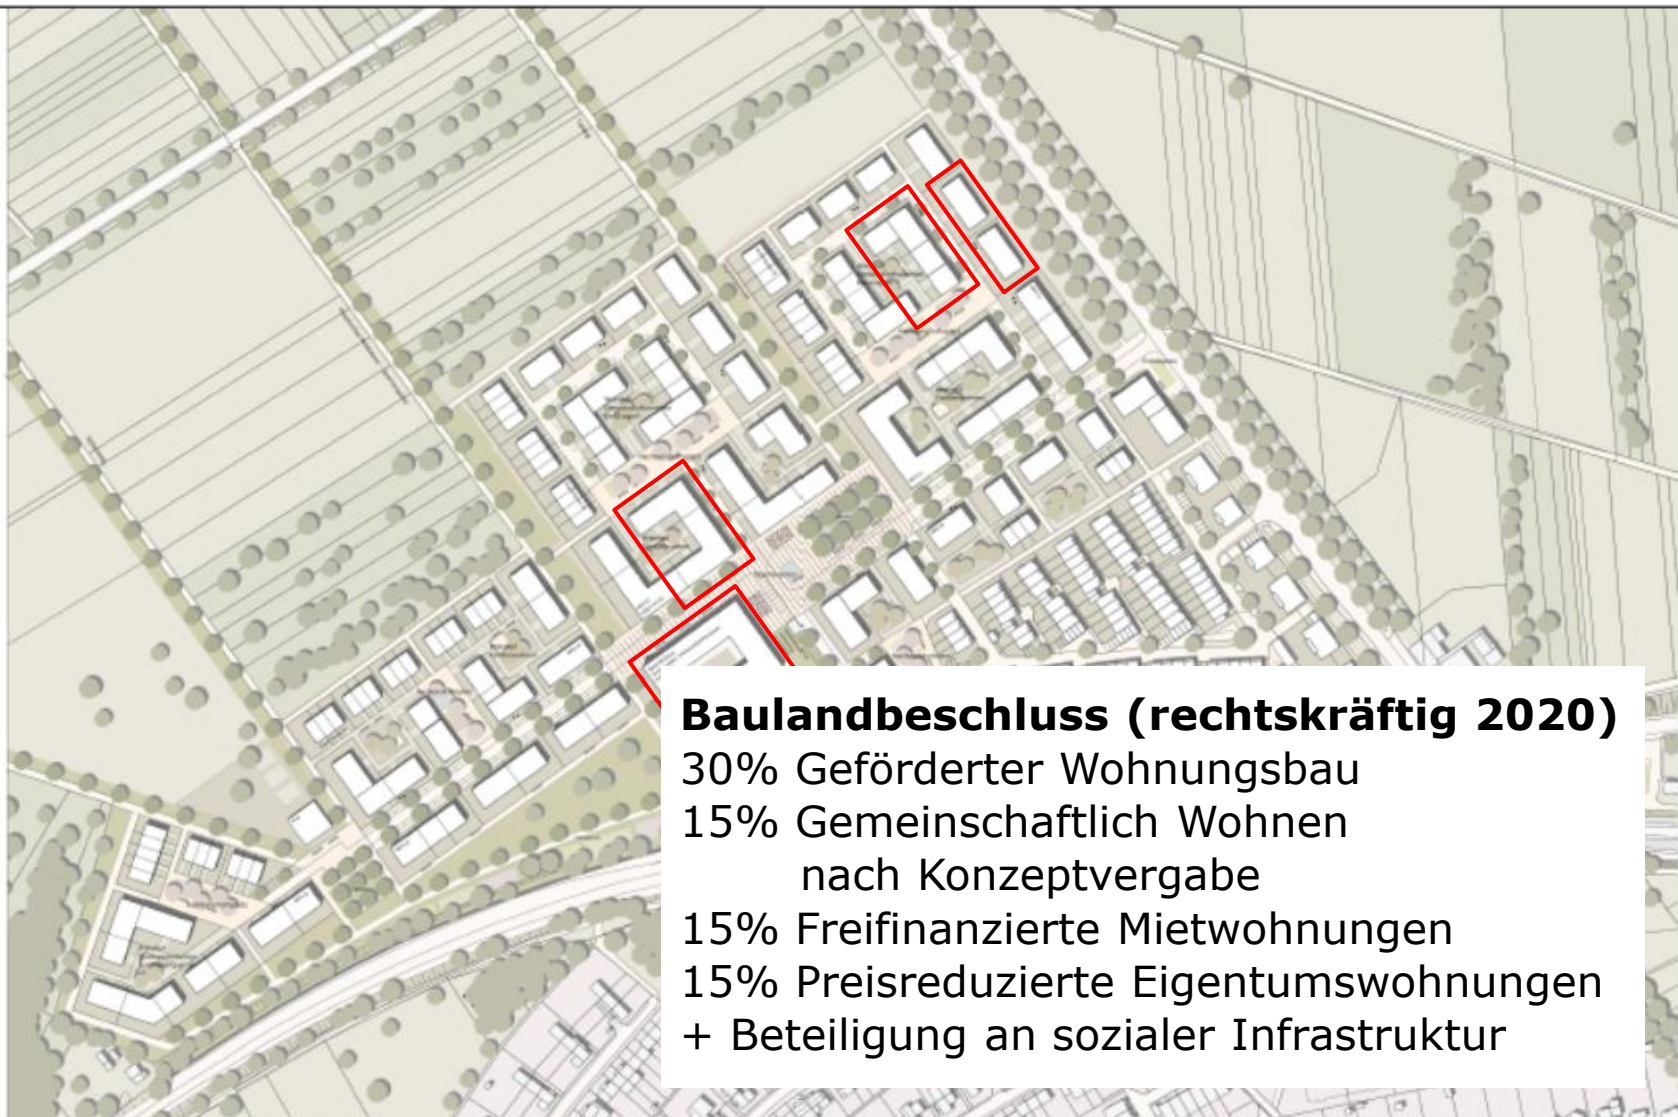 Baulandbeschluss (rechtskräftig 2020)
30% Geförderter Wohnungsbau
15% Gemeinschaftlich Wohnen
nach Konzeptvergabe
15% Freifinanzierte Mietwohnungen
15% Preisreduzierte Eigentumswohnungen
+ Beteiligung an sozialer Infrastruktur